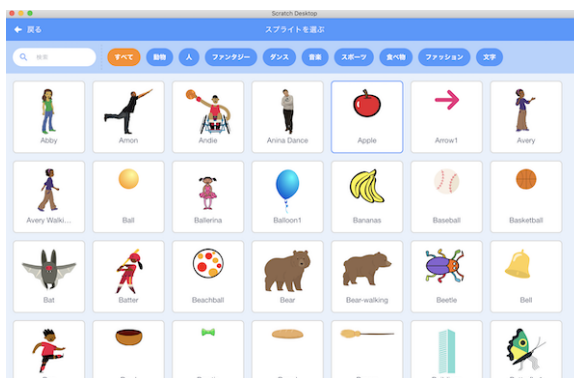 Scratch Desktop
戻る
スプライトを選ぶ
検索
すべて 動物 人 ファンタジー ダンス 音楽 スポーツ 食べ物 ファッション 文字
Abby Amon Andie Anina Dance Apple Arrow1 Avery
Avery Walki... Ball Ballerina Balloon1 Bananas Baseball Basketball
Bat Batter Beachball Bear Bear-walking Beetle Bell